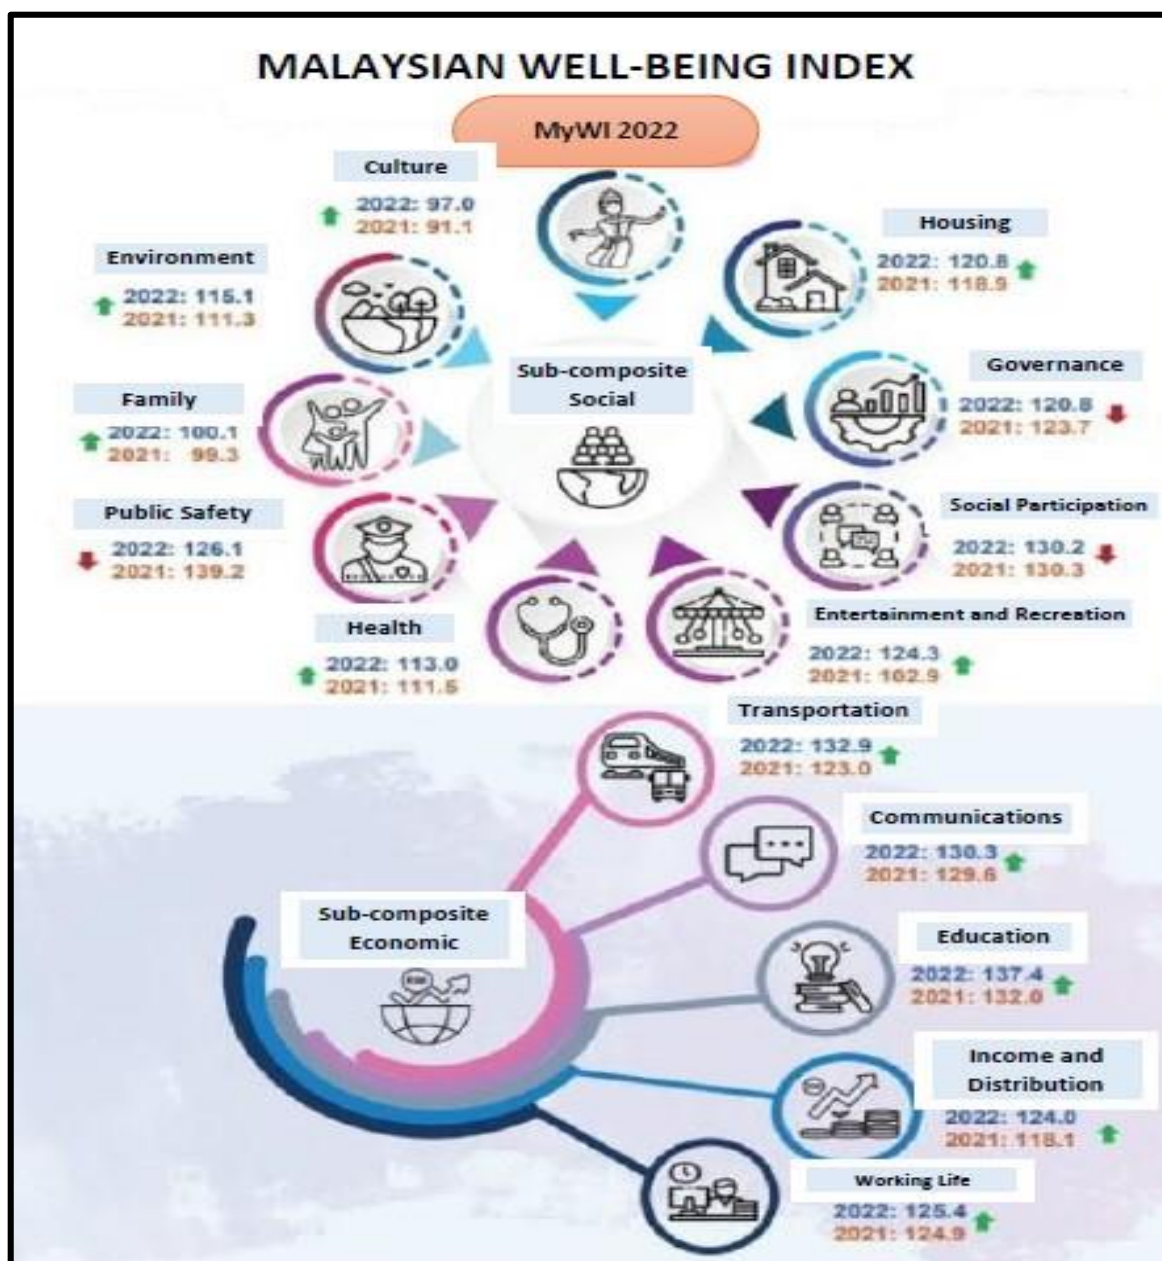 MALAYSIAN WELL-BEING INDEX
MyWI 2022
Culture
2022: 97.0
2021: 91.1
Housing
2022: 120.8
2021: 118.9
Environment
2022: 115.1
2021: 111.3
Sub-composite
Social
Governance
2022: 120.8
2021: 123.7
Family
2022: 100.1
2021: 99.3
Social Participation
2022: 130.2
2021: 130.3
Public Safety
2022: 126.1
2021: 139.2
Entertainment and Recreation
2022: 124.3
2021: 102.9
Health
2022: 113.0
2021: 111.5
Transportation
2022: 132.9
2021: 123.0
Communications
2022: 130.3
2021: 129.6
Sub-composite
Economic
Education
2022: 137.4
2021: 132.0
Income and
Distribution
2022: 124.0
2021: 118.1
Working Life
2022: 125.4
2021: 124.9